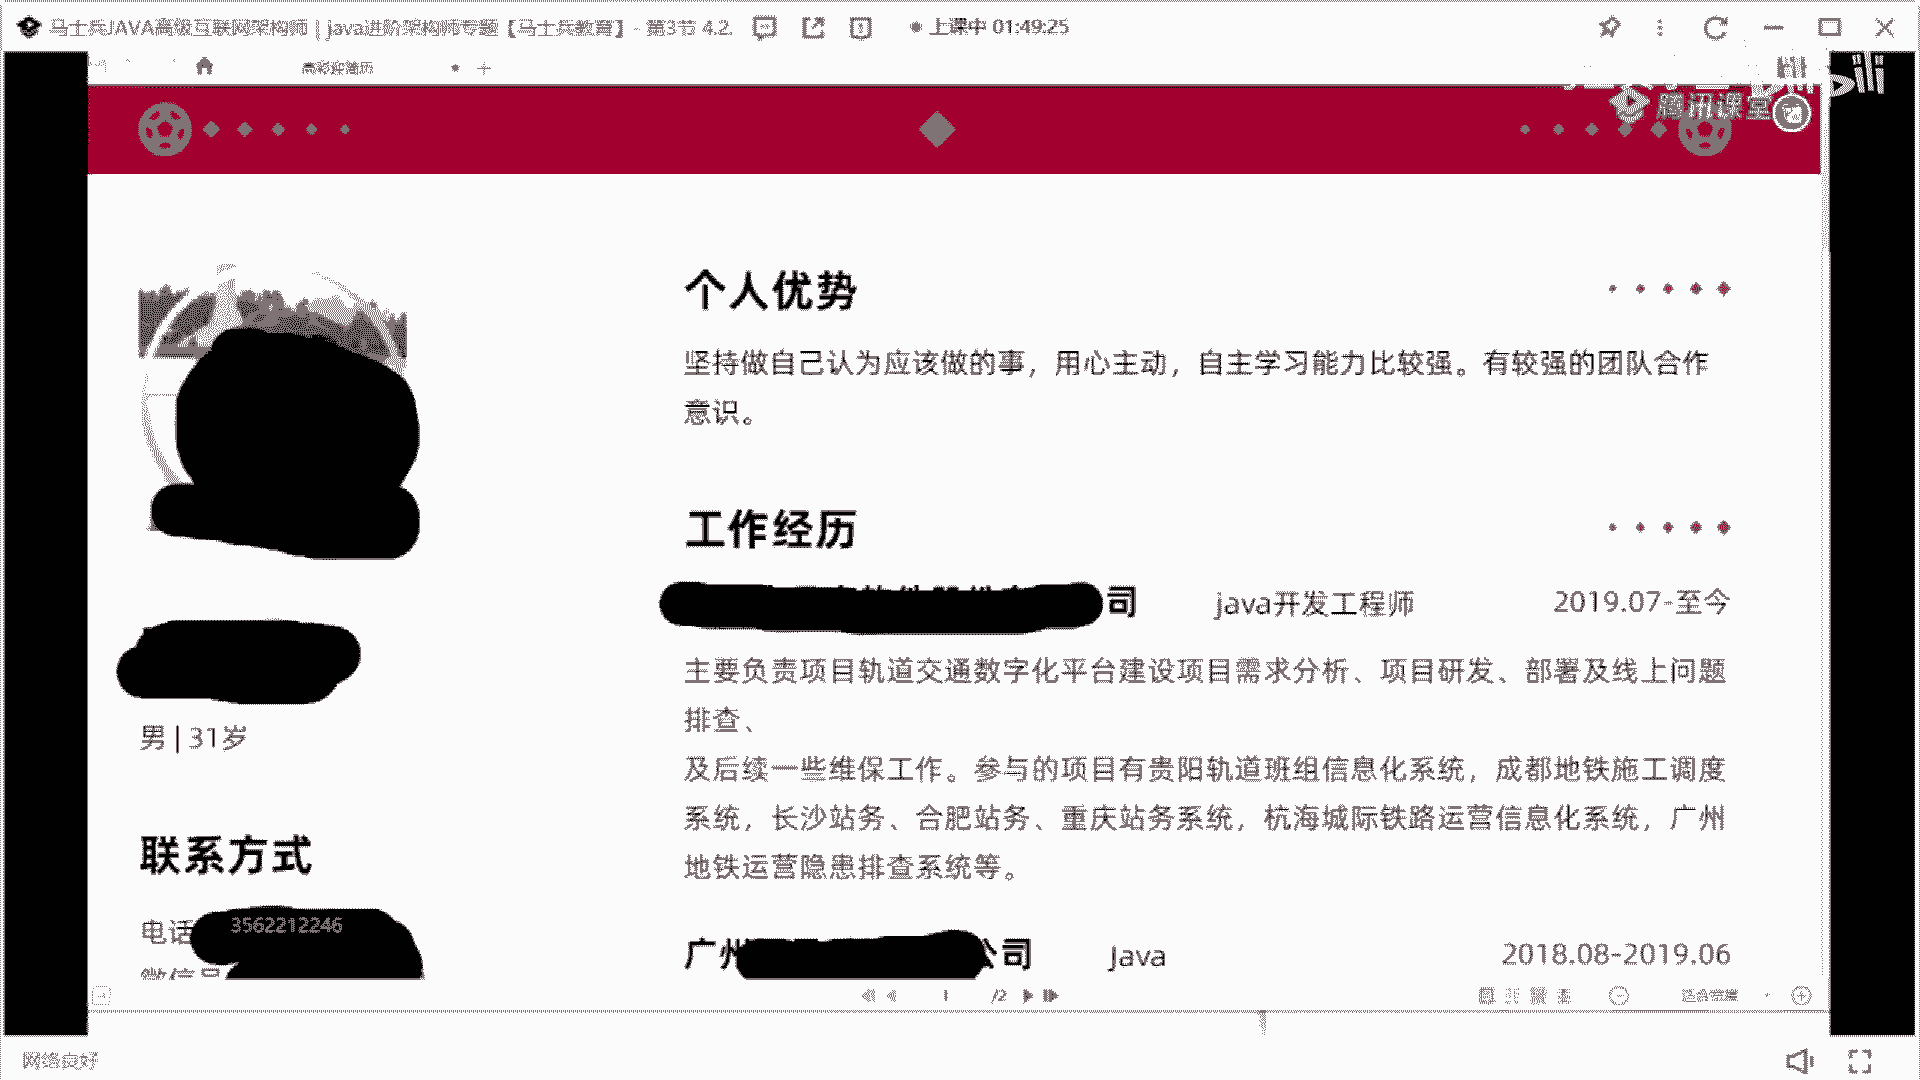 马士兵JAVA高级互联网架构师 | java进阶架构师专题【马士兵教育】- 第3节 4.2.
上课中 01:49:25
腾讯课堂
个人优势
坚持做自己认为应该做的事，用心主动，自主学习能力比较强。有较强的团队合作
意识。
工作经历
司 java开发工程师 2019.07-至今
主要负责项目轨道交通数字化平台建设项目需求分析、项目研发、部署及线上问题
排查、
及后续一些维保工作。参与的项目有贵阳轨道班组信息化系统，成都地铁施工调度
系统，长沙站务、合肥站务、重庆站务系统，杭海城际铁路运营信息化系统，广州
地铁运营隐患排查系统等。
广州 公司 Java 2018.08-2019.06
男 | 31岁
联系方式
电话 3562212246
微信号
1 /2
适合宽度
网络良好